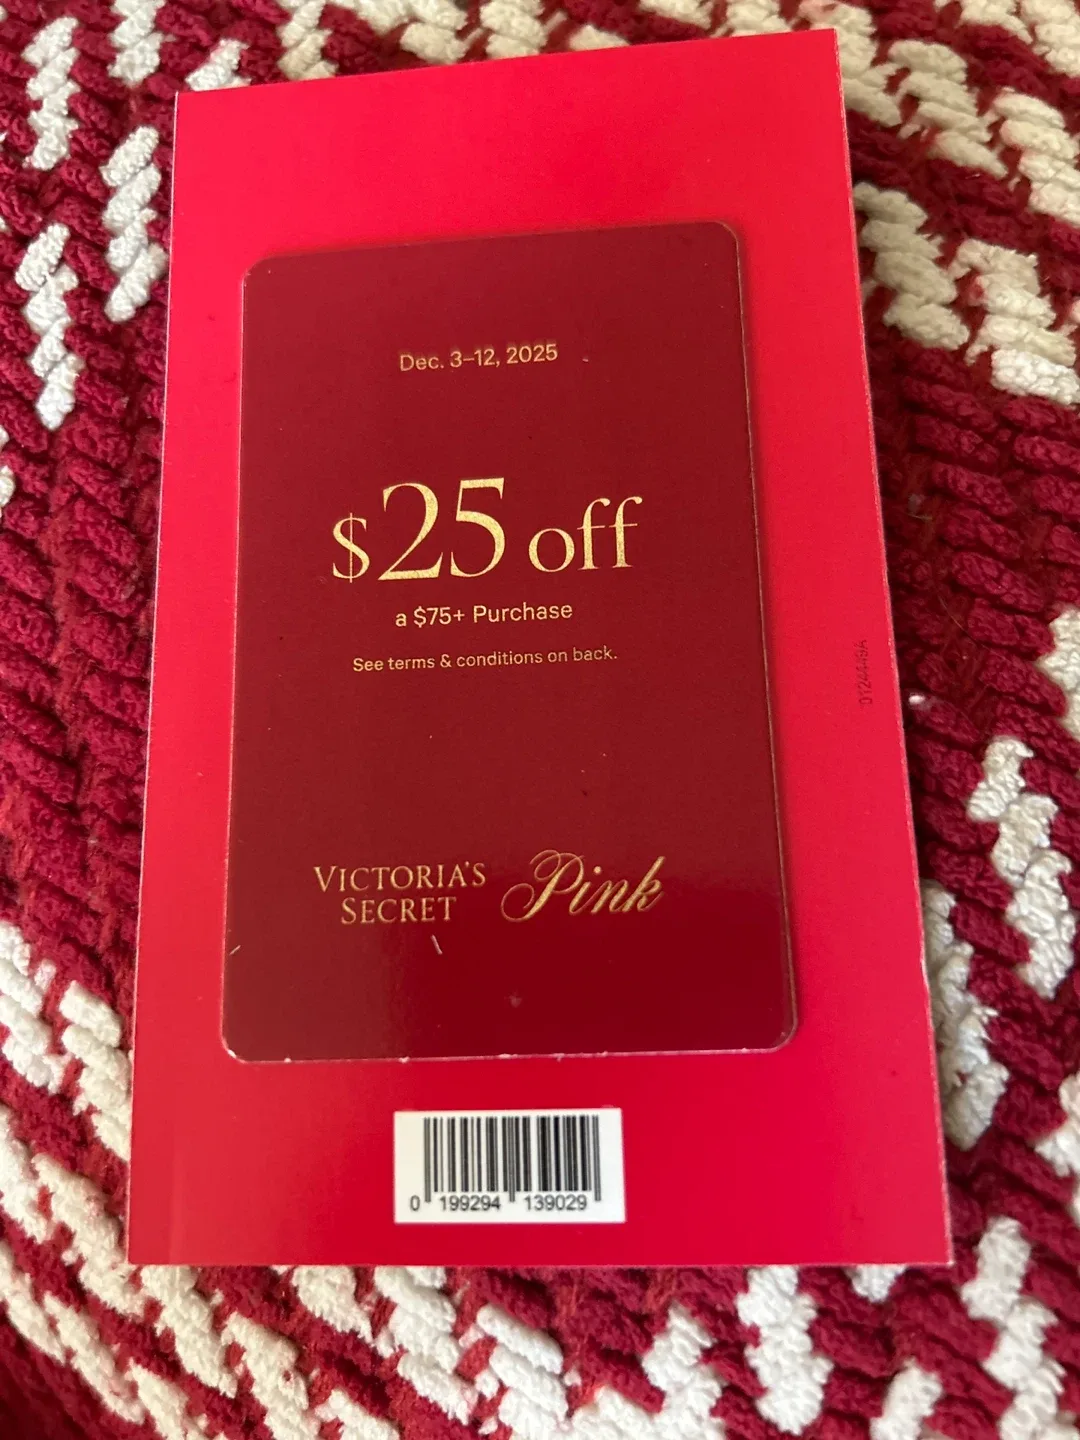 Dec. 3–12, 2025
$25 off
a $75+ Purchase
See terms & conditions on back.
VICTORIA'S
SECRET
Pink
0124449A
0 199294 139029